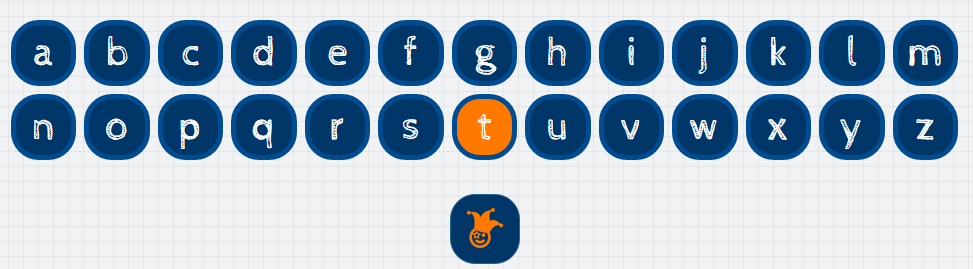 a b c d e f g h i j k l m
n o p q r s t u v w x y z